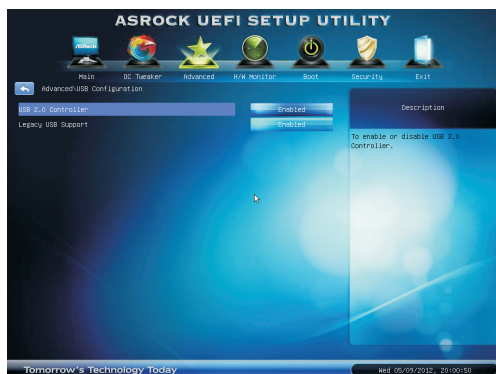 ASROCK UEFI SETUP UTILITY
ASRock
Main OC Tweaker Advanced H/W Monitor Boot Security Exit
Advanced\USB Configuration
USB 2.0 Controller Enabled
Legacy USB Support Enabled
Description
To enable or disable USB 2.0
Controller.
Tomorrow's Technology Today
Wed 05/09/2012, 20:00:50